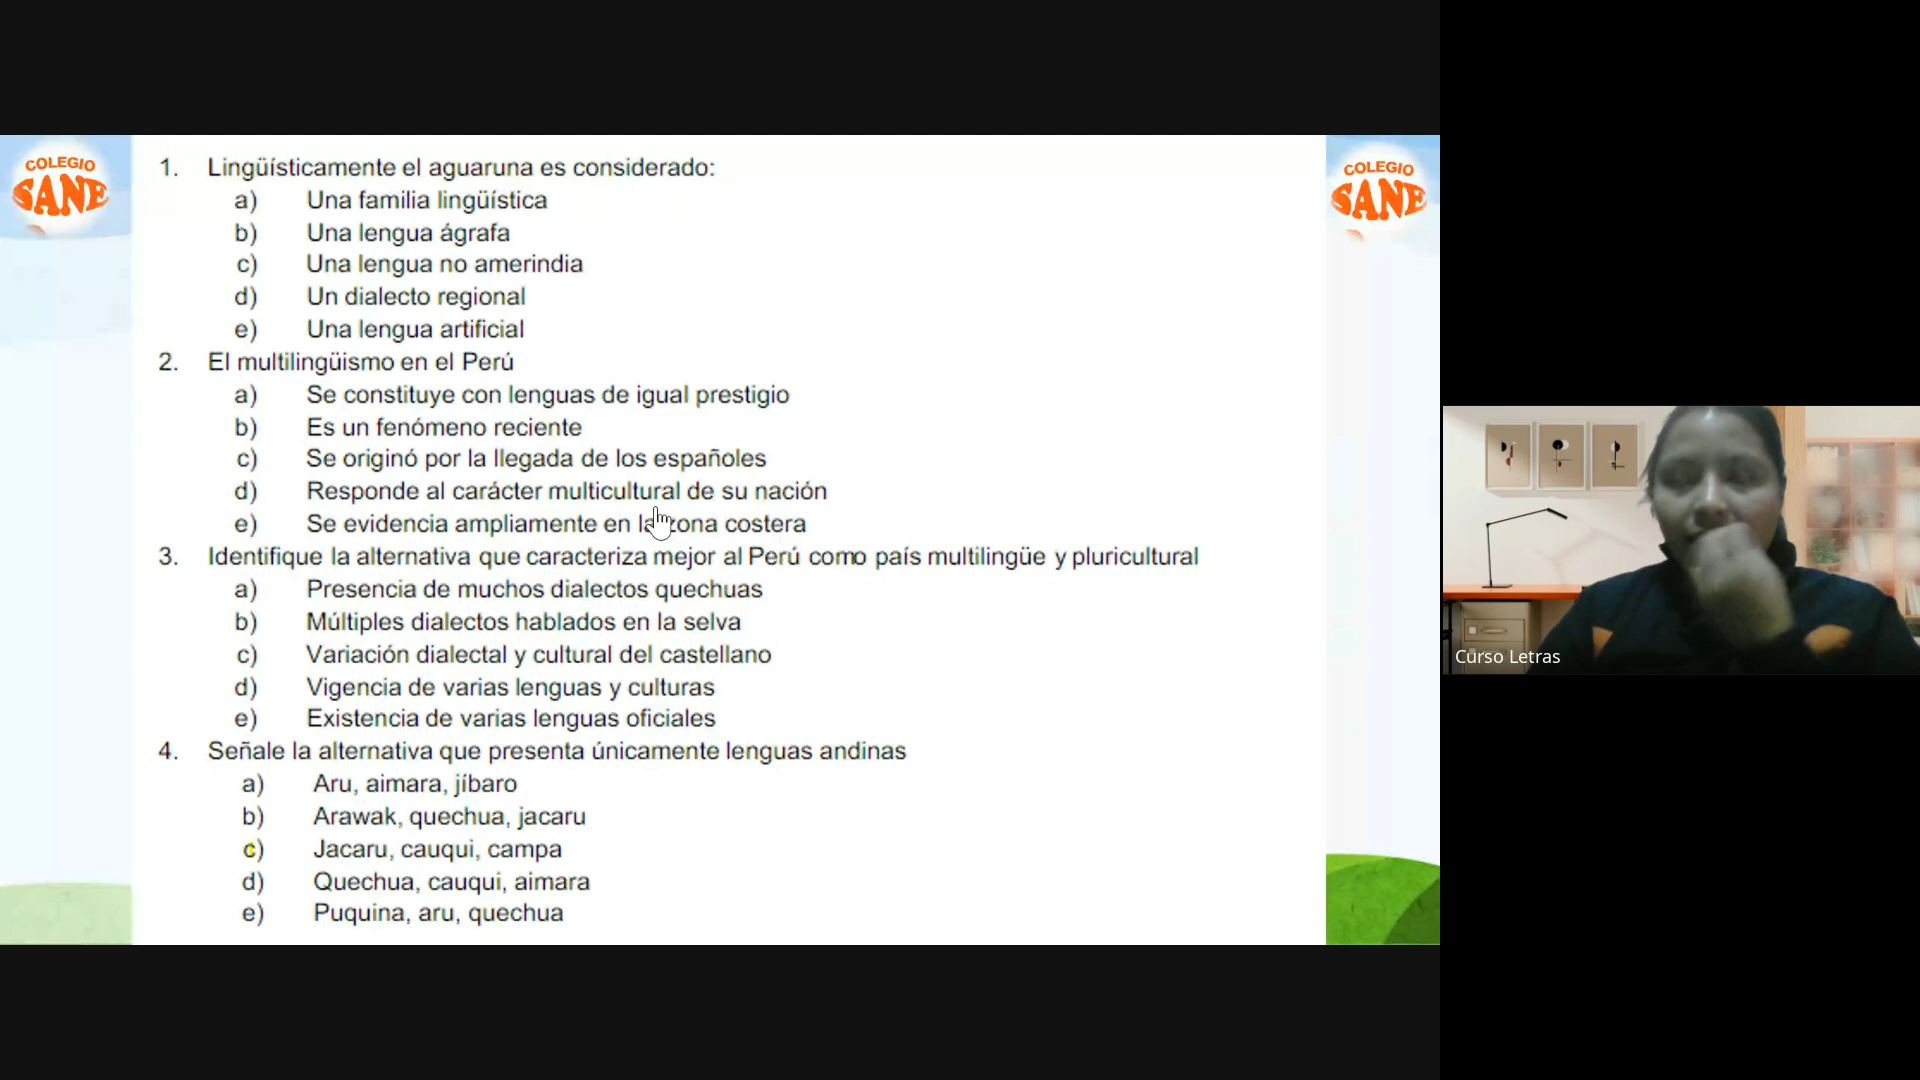 COLEGIO
SANE
COLEGIO
SANE
1. Lingüísticamente el aguaruna es considerado:
a) Una familia lingüística
b) Una lengua ágrafa
c) Una lengua no amerindia
d) Un dialecto regional
e) Una lengua artificial
2. El multilingüismo en el Perú
a) Se constituye con lenguas de igual prestigio
b) Es un fenómeno reciente
c) Se originó por la llegada de los españoles
d) Responde al carácter multicultural de su nación
e) Se evidencia ampliamente en la zona costera
3. Identifique la alternativa que caracteriza mejor al Perú como país multilingüe y pluricultural
a) Presencia de muchos dialectos quechuas
b) Múltiples dialectos hablados en la selva
c) Variación dialectal y cultural del castellano
d) Vigencia de varias lenguas y culturas
e) Existencia de varias lenguas oficiales
4. Señale la alternativa que presenta únicamente lenguas andinas
a) Aru, aimara, jíbaro
b) Arawak, quechua, jacaru
c) Jacaru, cauqui, campa
d) Quechua, cauqui, aimara
e) Puquina, aru, quechua
Curso Letras